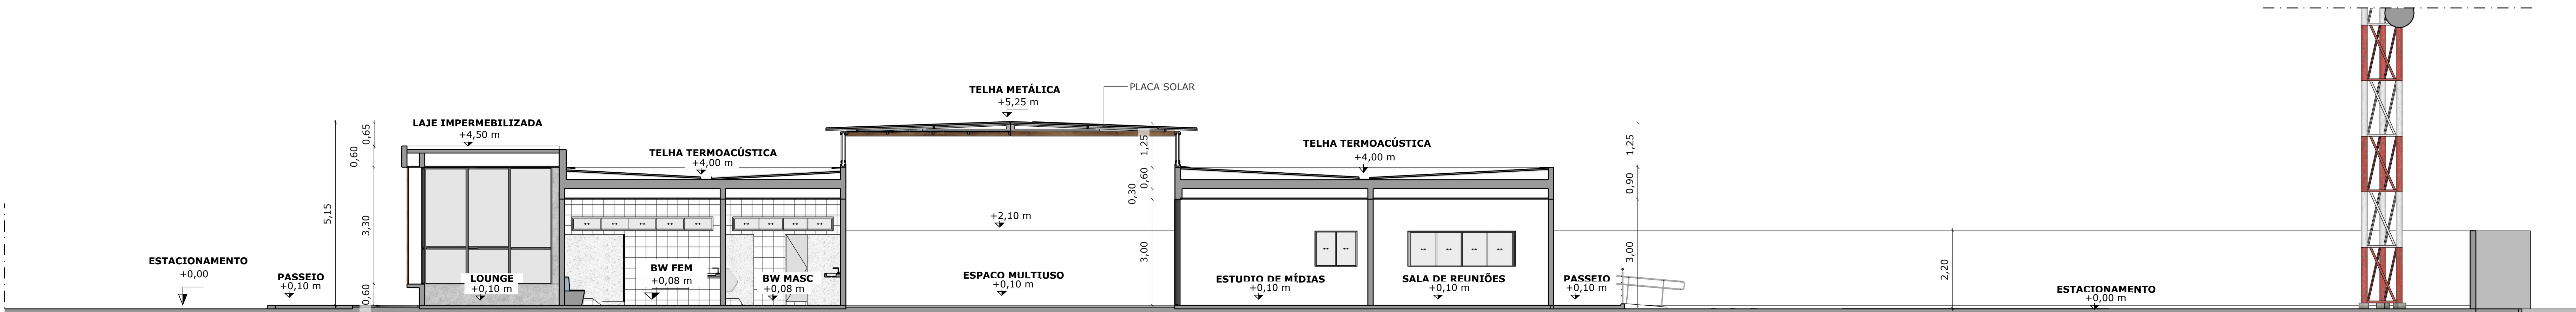 ESTACIONAMENTO
+0,00
PASSEIO
+0,10 m
5,15
0,60
0,65
3,30
0,60
LAJE IMPERMEBILIZADA
+4,50 m
LOUNGE
+0,10 m
TELHA TERMOACÚSTICA
+4,00 m
BW FEM
+0,08 m
BW MASC
+0,08 m
TELHA METÁLICA
+5,25 m
PLACA SOLAR
+2,10 m
ESPAÇO MULTIUSO
+0,10 m
1,25
0,60
0,30
3,00
TELHA TERMOACÚSTICA
+4,00 m
ESTUDIO DE MÍDIAS
+0,10 m
SALA DE REUNIÕES
+0,10 m
PASSEIO
+0,10 m
1,25
0,90
3,00
2,20
ESTACIONAMENTO
+0,00 m